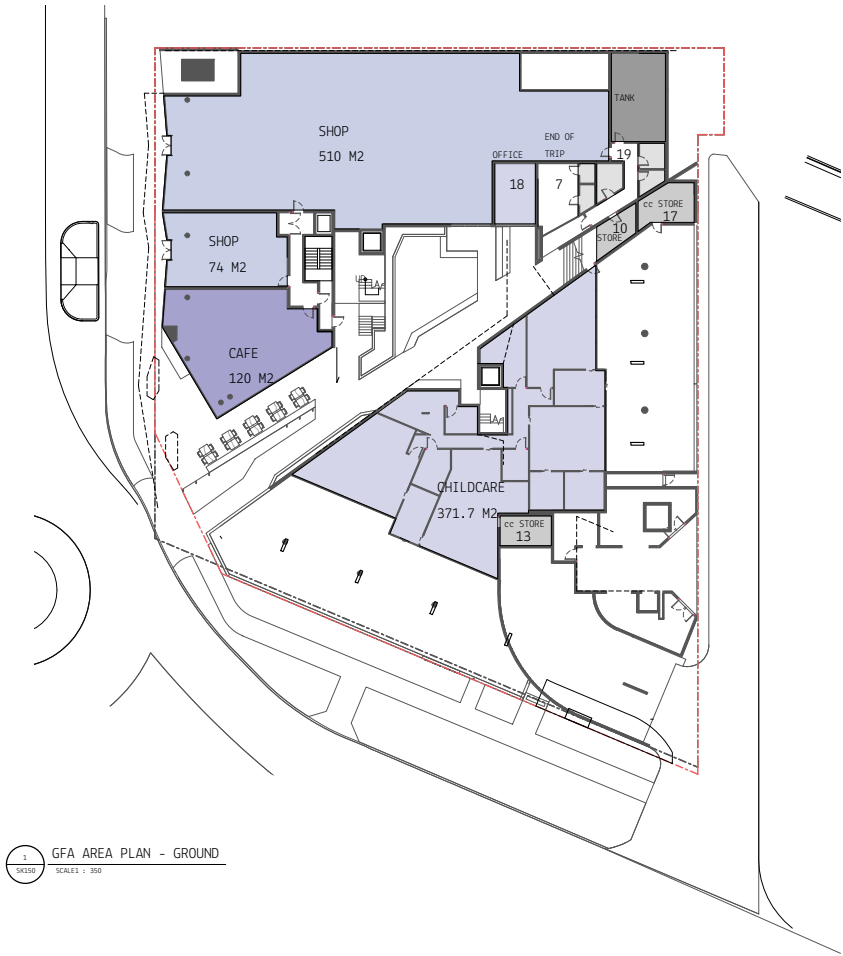 TANK
SHOP
510 M2
END OF
TRIP
OFFICE
19
18
7
cc STORE
17
10
STORE
SHOP
74 M2
UP
CAFE
120 M2
CHILDCARE
371.7 M2
cc STORE
13
1
SK150
GFA AREA PLAN - GROUND
SCALE1 : 350